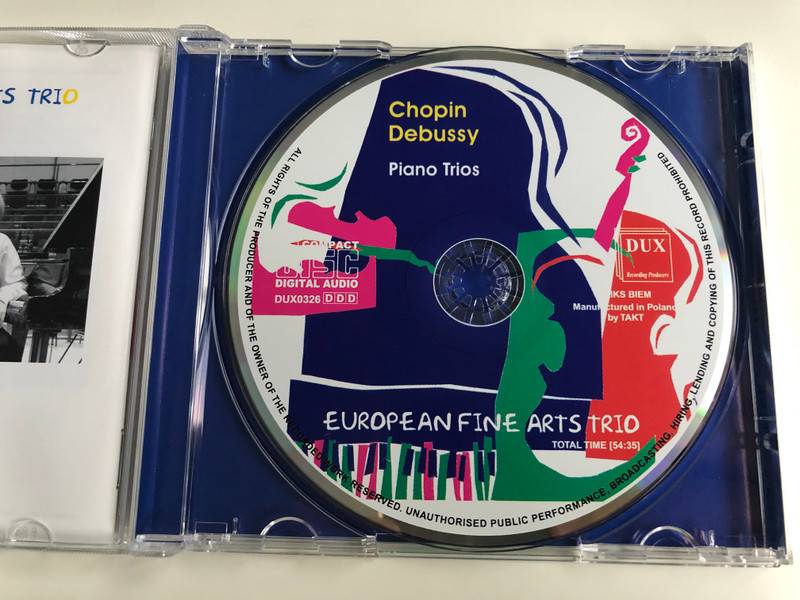 TS TRIO
Chopin
Debussy
Piano Trios
COMPACT
DISC
DIGITAL AUDIO
DUX0326 DDD
DUX
Recording Producers
BIEM
Manufactured in Poland
by TAKT
EUROPEAN FINE ARTS TRIO
TOTAL TIME [54:35]
ALL RIGHTS OF THE PRODUCER AND OF THE OWNER OF THE RECORDED WORK RESERVED. UNAUTHORISED PUBLIC PERFORMANCE, BROADCASTING, HIRING, LENDING AND COPYING OF THIS RECORD PROHIBITED